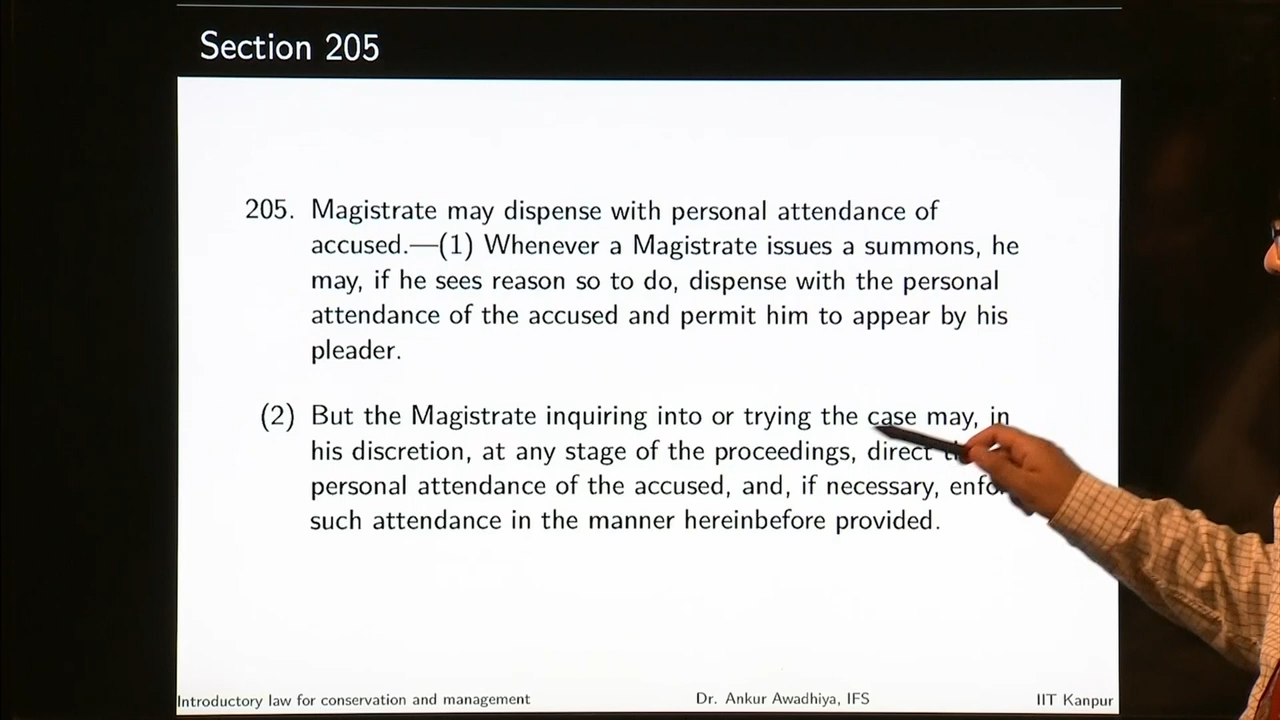 Section 205
205. Magistrate may dispense with personal attendance of
accused.—(1) Whenever a Magistrate issues a summons, he
may, if he sees reason so to do, dispense with the personal
attendance of the accused and permit him to appear by his
pleader.
(2) But the Magistrate inquiring into or trying the case may, in
his discretion, at any stage of the proceedings, direct
personal attendance of the accused, and, if necessary,
such attendance in the manner hereinbefore provided.
Introductory law for conservation and management Dr. Ankur Awadhiya, IFS IIT Kanpur